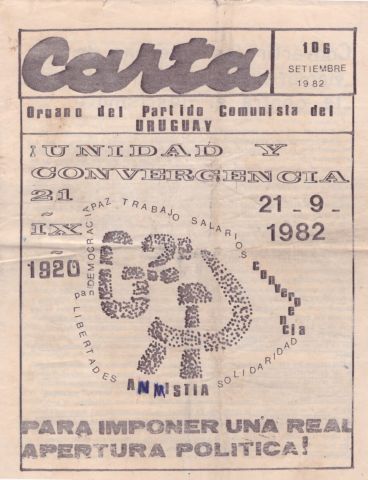 Carta
106
SETIEMBRE
1982
Organo del Partido Comunista del
URUGUAY
UNIDAD Y
CONVERGENCIA
21
IX
1920
21-9-
1982
LIBERTADES DEMOCRACIA PAZ TRABAJO SALARIOS
SOLIDARIDAD
62
Convergencia
AMNISTIA
PARA IMPONER UNA REAL
APERTURA POLITICA!